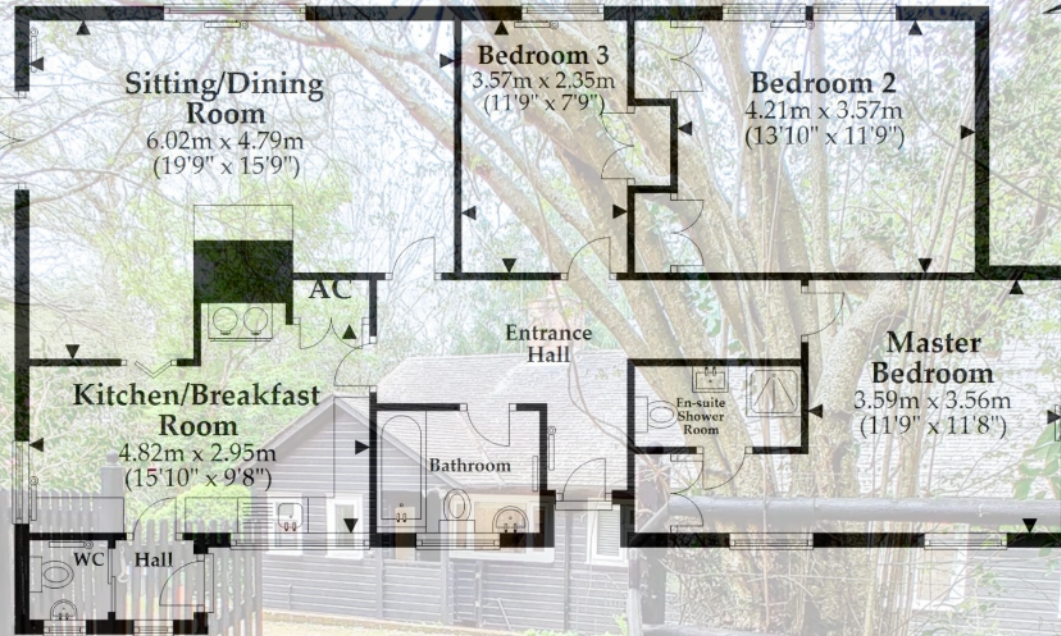 Sitting/Dining
Room
6.02m x 4.79m
(19'9" x 15'9")
Bedroom 3
3.57m x 2.35m
(11'9" x 7'9")
Bedroom 2
4.21m x 3.57m
(13'10" x 11'9")
AC
Entrance
Hall
Master
Bedroom
3.59m x 3.56m
(11'9" x 11'8")
Kitchen/Breakfast
Room
4.82m x 2.95m
(15'10" x 9'8")
En-suite
Shower
Room
Bathroom
WC
Hall